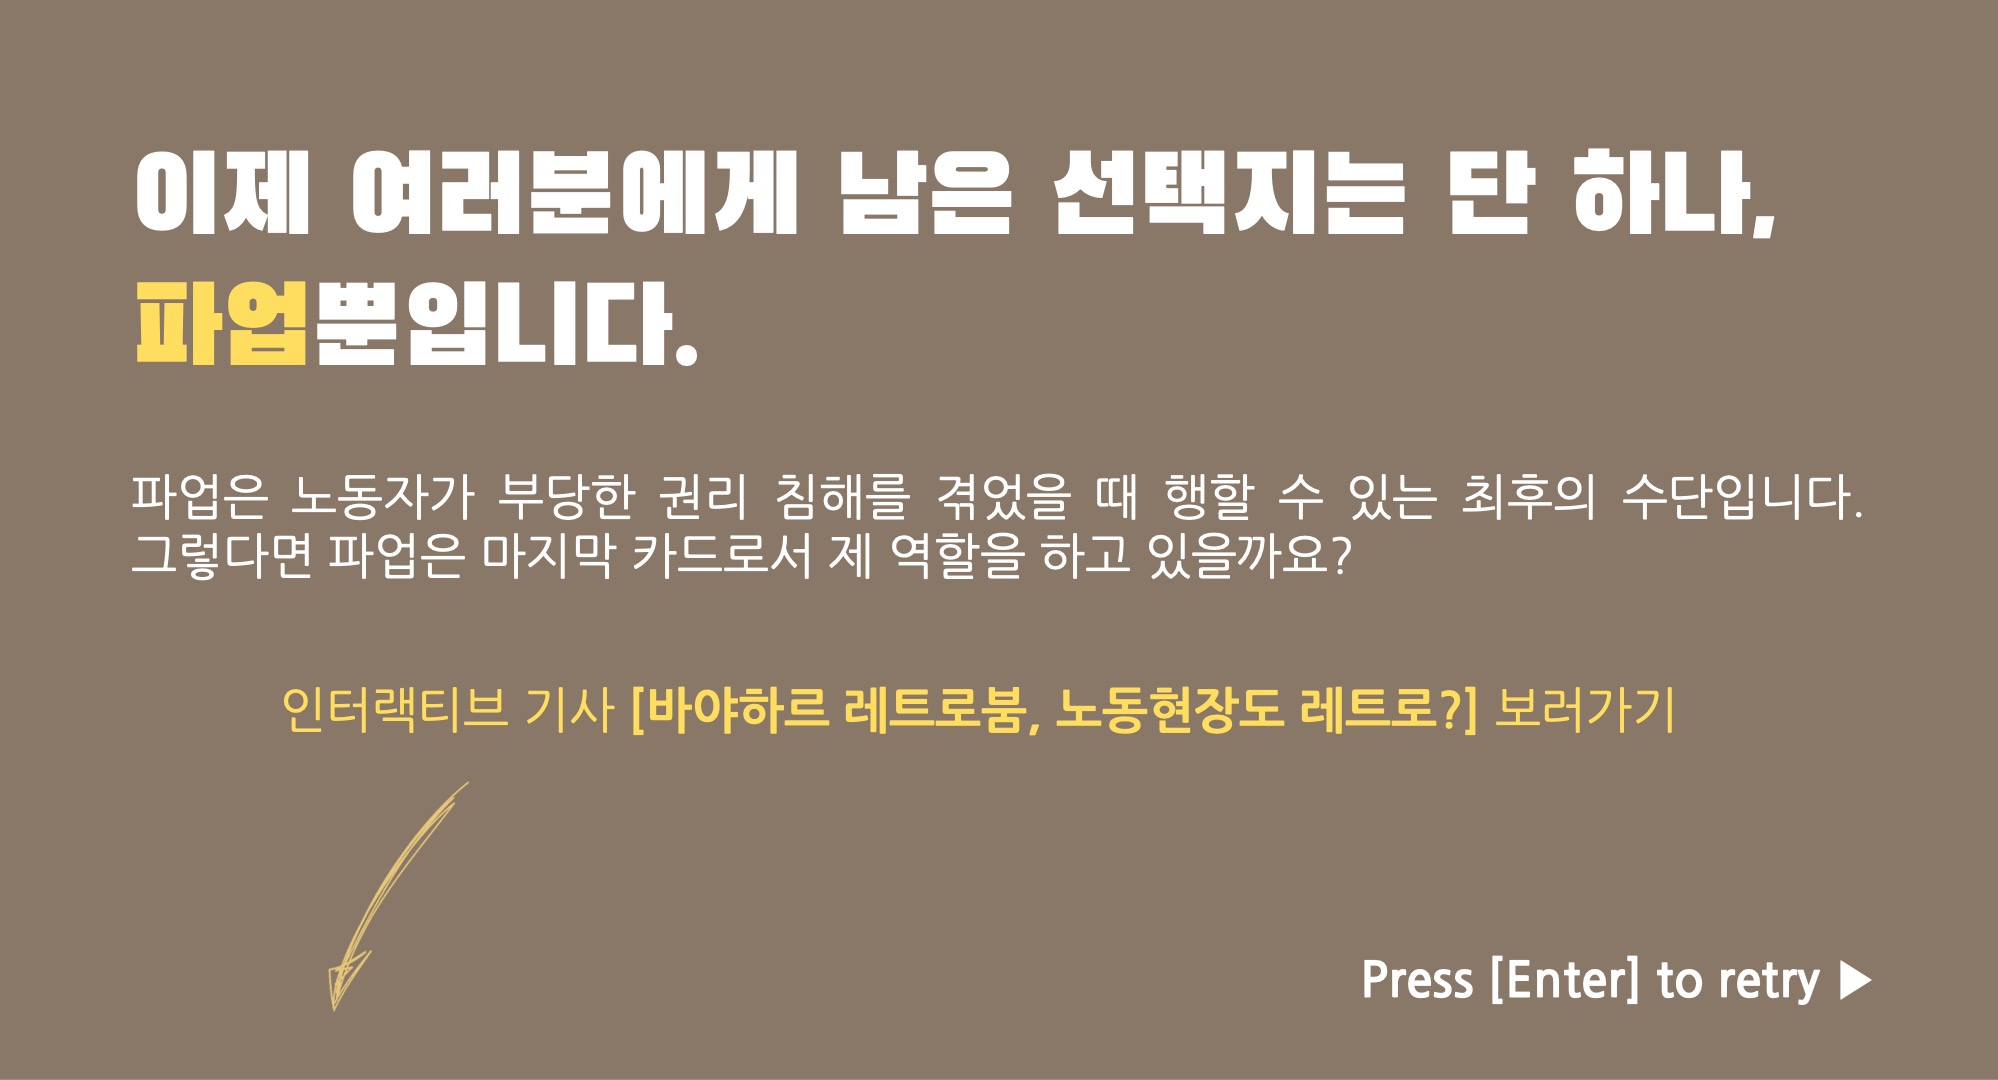 이제 여러분에게 남은 선택지는 단 하나,
파업뿐입니다.
파업은 노동자가 부당한 권리 침해를 겪었을 때 행할 수 있는 최후의 수단입니다.
그렇다면 파업은 마지막 카드로서 제 역할을 하고 있을까요?
인터랙티브 기사 [바야하르 레트로붐, 노동현장도 레트로?] 보러가기
Press [Enter] to retry ▶